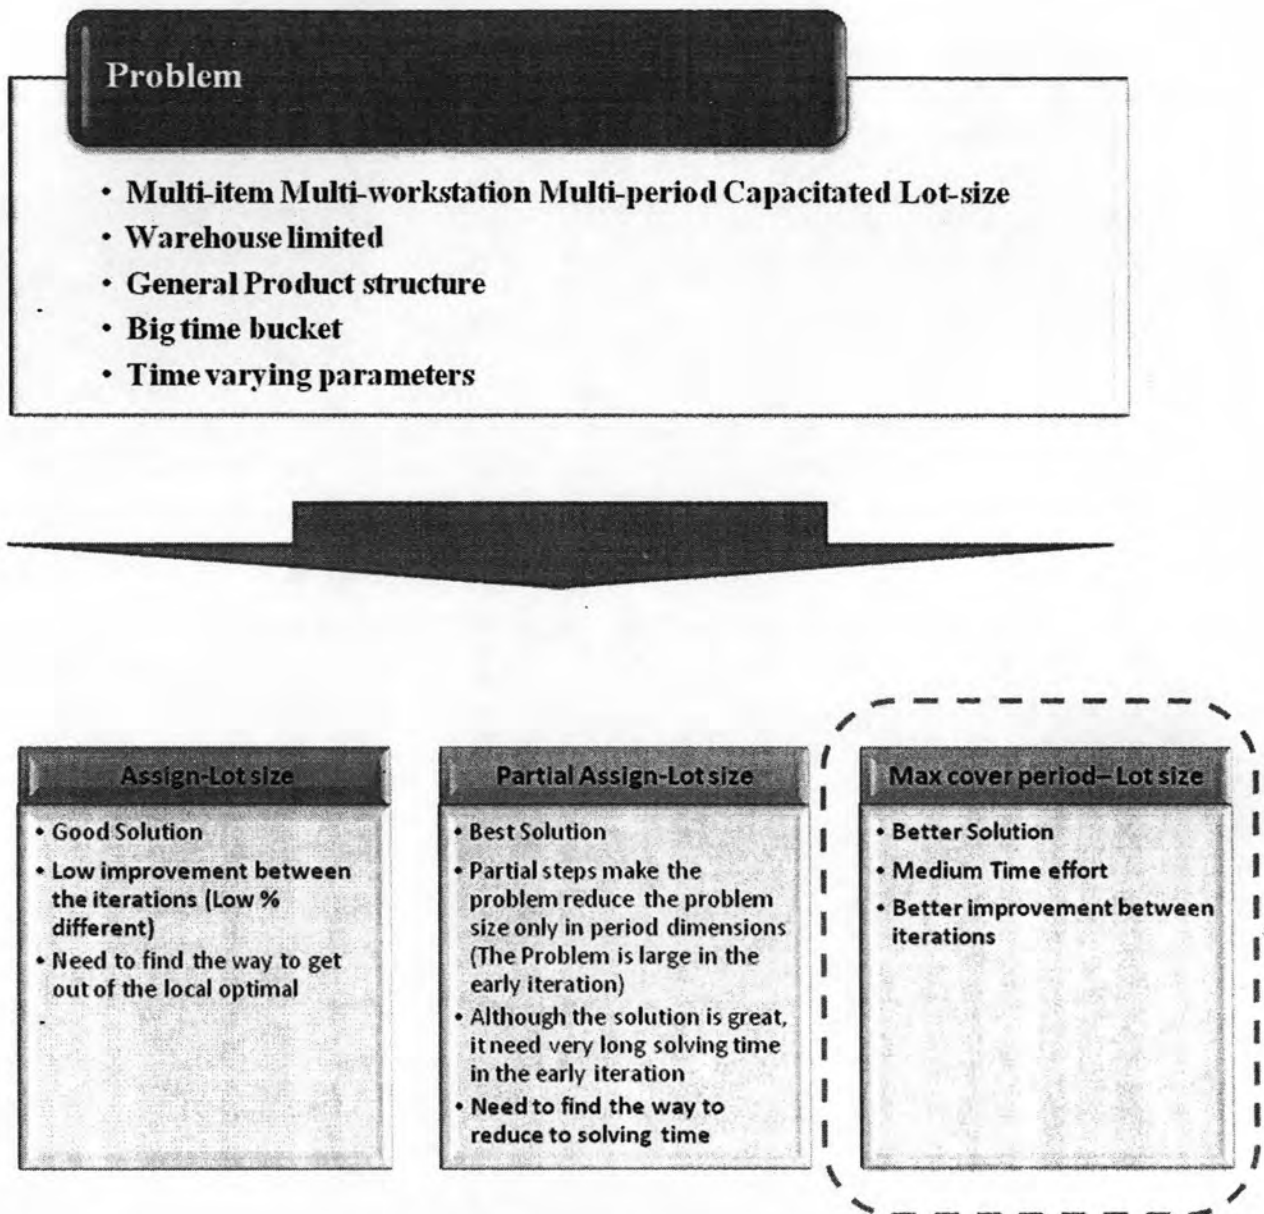 Problem
• Multi-item Multi-workstation Multi-period Capacitated Lot-size
• Warehouse limited
• General Product structure
• Big time bucket
• Time varying parameters
Assign-Lot size
• Good Solution
• Low improvement between
the iterations (Low %
different)
• Need to find the way to get
out of the local optimal
Partial Assign-Lot size
• Best Solution
• Partial steps make the
problem reduce the problem
size only in period dimensions
(The Problem is large in the
early iteration)
• Although the solution is great,
it need very long solving time
in the early iteration
• Need to find the way to
reduce to solving time
Max cover period– Lot size
• Better Solution
• Medium Time effort
• Better improvement between
iterations